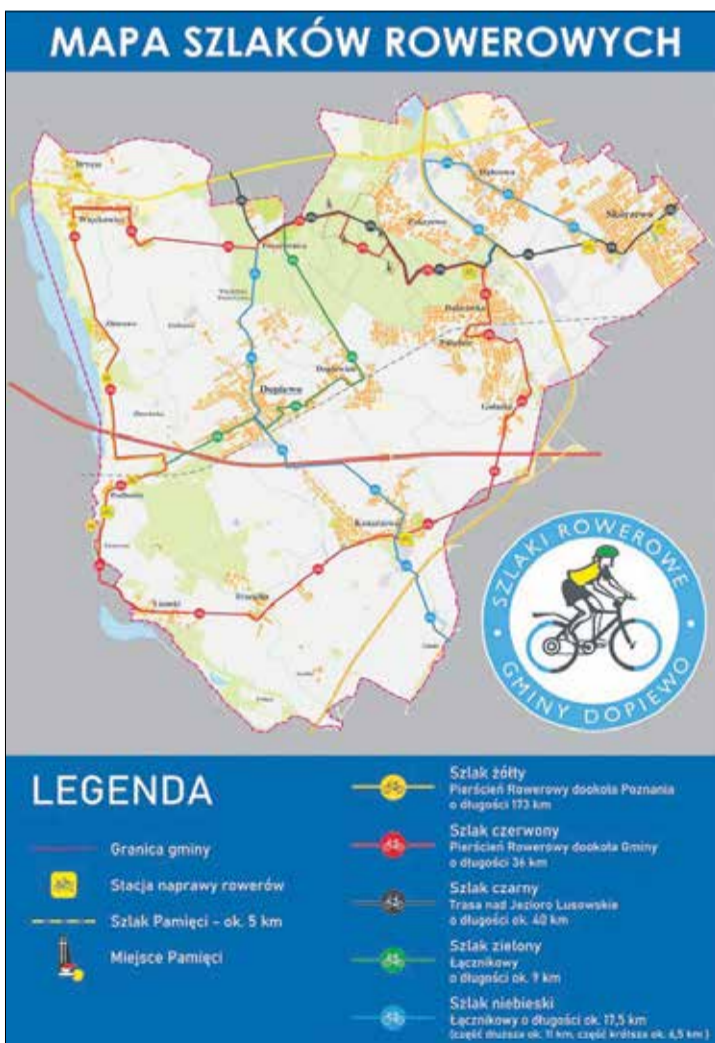 MAPA SZLAKÓW ROWEROWYCH
Więckowice
Dąbrowa
Skórzewo
Zakrzewo
Dąbrówka
Palędzie
Dopiewiec
Dopiewo
Gołuski
Podłoziny
Konarzewo
Trzcielin
Lusówki
SZLAKI ROWEROWE
GMINY DOPIEWO
LEGENDA
Granica gminy
Stacja naprawy rowerów
Szlak Pamięci - ok. 5 km
Miejsce Pamięci
Szlak żółty
Pierścień Rowerowy dookoła Poznania
o długości 173 km
Szlak czerwony
Pierścień Rowerowy dookoła Gminy
o długości 36 km
Szlak czarny
Trasa nad Jezioro Lusowskie
o długości ok. 40 km
Szlak zielony
Łącznikowy
o długości ok. 9 km
Szlak niebieski
Łącznikowy o długości ok. 17,5 km
(część dłuższa ok. 11 km, część krótsza ok. 6,5 km )